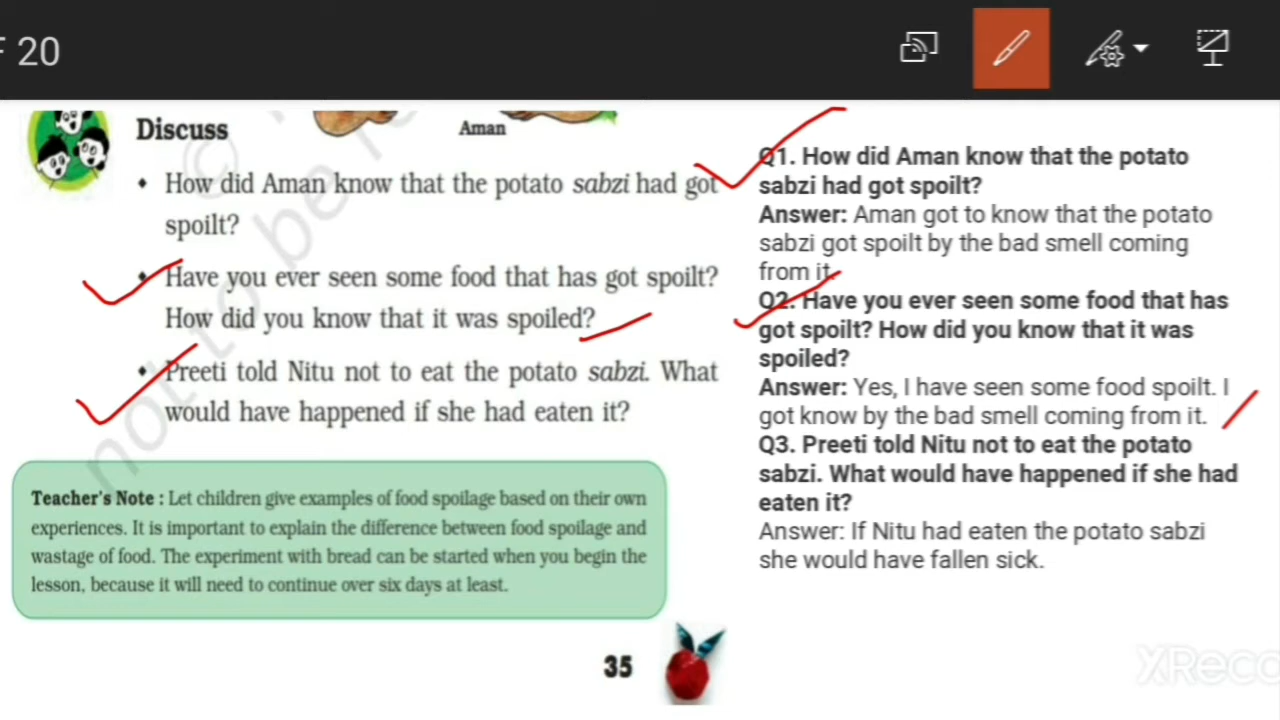 F 20
Discuss
Aman
• How did Aman know that the potato sabzi had got
spoilt?
• Have you ever seen some food that has got spoilt?
How did you know that it was spoiled?
• Preeti told Nitu not to eat the potato sabzi. What
would have happened if she had eaten it?
Teacher's Note : Let children give examples of food spoilage based on their own
experiences. It is important to explain the difference between food spoilage and
wastage of food. The experiment with bread can be started when you begin the
lesson, because it will need to continue over six days at least.
35
Q1. How did Aman know that the potato
sabzi had got spoilt?
Answer: Aman got to know that the potato
sabzi got spoilt by the bad smell coming
from it.
Q2. Have you ever seen some food that has
got spoilt? How did you know that it was
spoiled?
Answer: Yes, I have seen some food spoilt. I
got know by the bad smell coming from it.
Q3. Preeti told Nitu not to eat the potato
sabzi. What would have happened if she had
eaten it?
Answer: If Nitu had eaten the potato sabzi
she would have fallen sick.
©
not to be
XReco